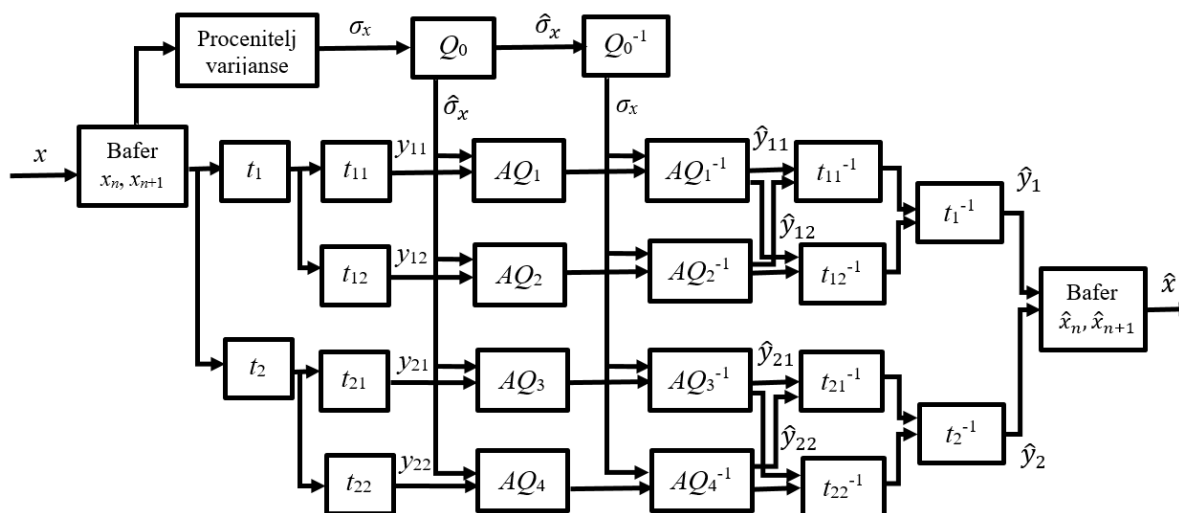 Procenitelj
varijanse
σₓ
Q₀
σ̂ₓ
Q₀⁻¹
σ̂ₓ
σₓ
x
Bafer
xₙ, xₙ₊₁
t₁
t₁₁
y₁₁
AQ₁
AQ₁⁻¹
ŷ₁₁
t₁₁⁻¹
t₁⁻¹
ŷ₁
t₁₂
y₁₂
AQ₂
AQ₂⁻¹
ŷ₁₂
t₁₂⁻¹
Bafer
x̂ₙ, x̂ₙ₊₁
x̂
t₂
t₂₁
y₂₁
AQ₃
AQ₃⁻¹
ŷ₂₁
t₂₁⁻¹
t₂⁻¹
ŷ₂
t₂₂
y₂₂
AQ₄
AQ₄⁻¹
ŷ₂₂
t₂₂⁻¹